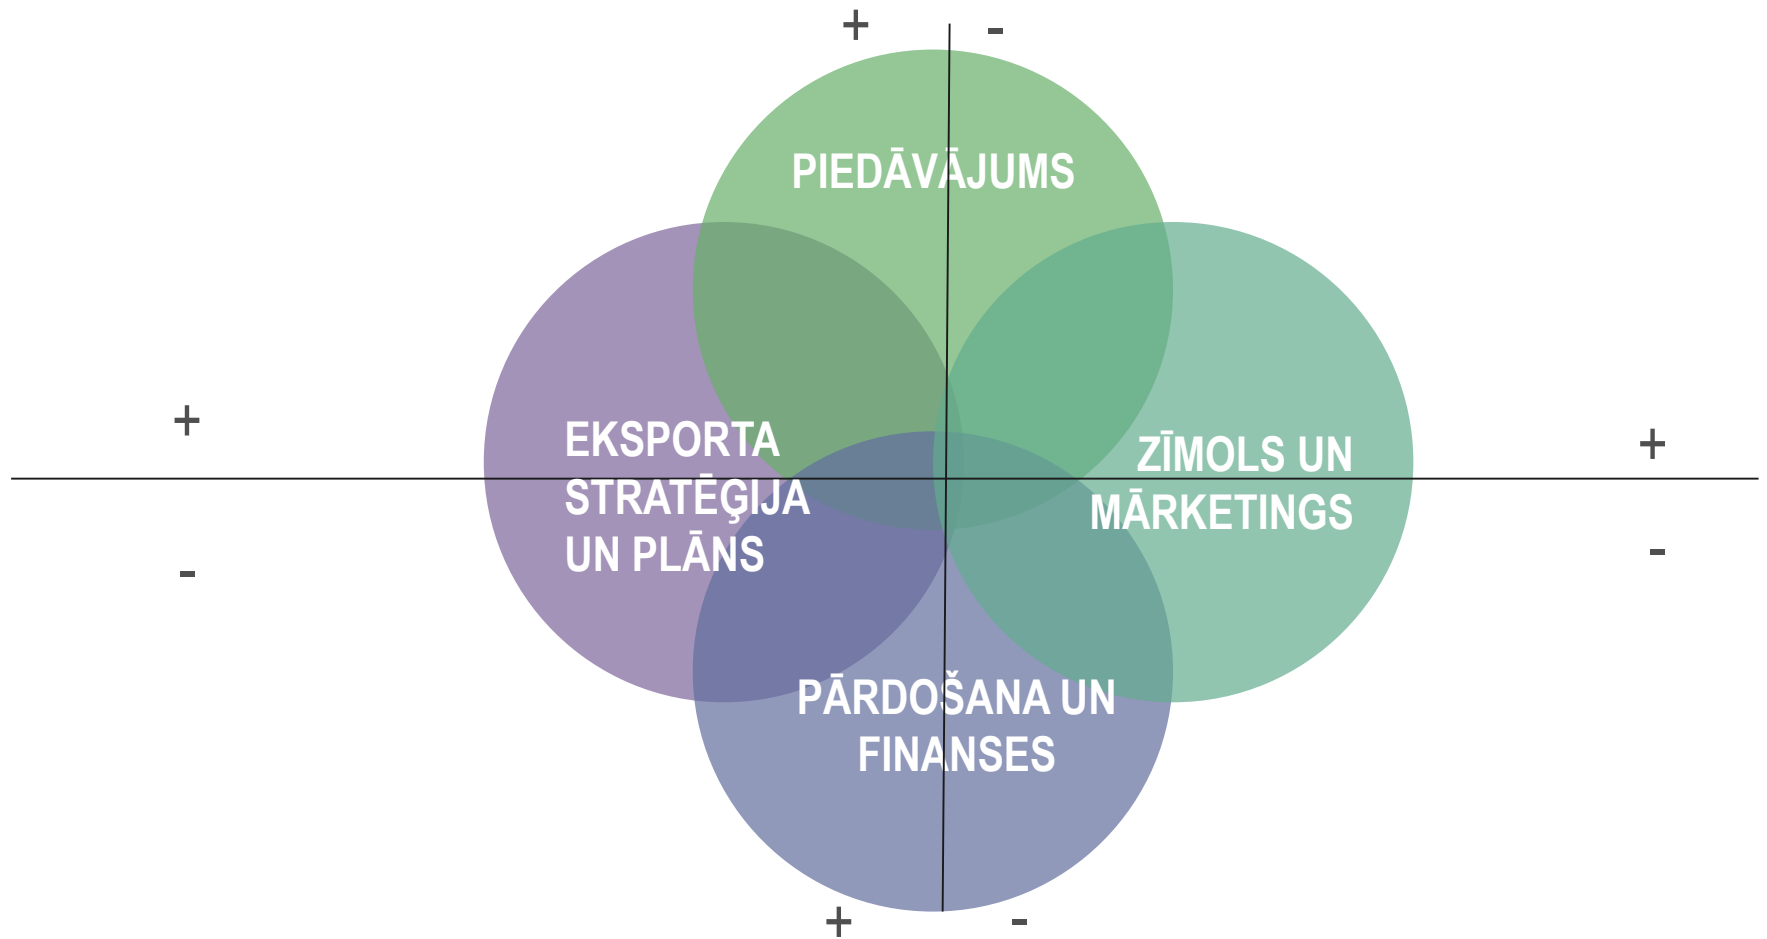 + -
PIEDĀVĀJUMS
+
+
EKSPORTA
STRATĒĢIJA
UN PLĀNS
ZĪMOLS UN
MĀRKETINGS
-
-
PĀRDOŠANA UN
FINANSES
+ -